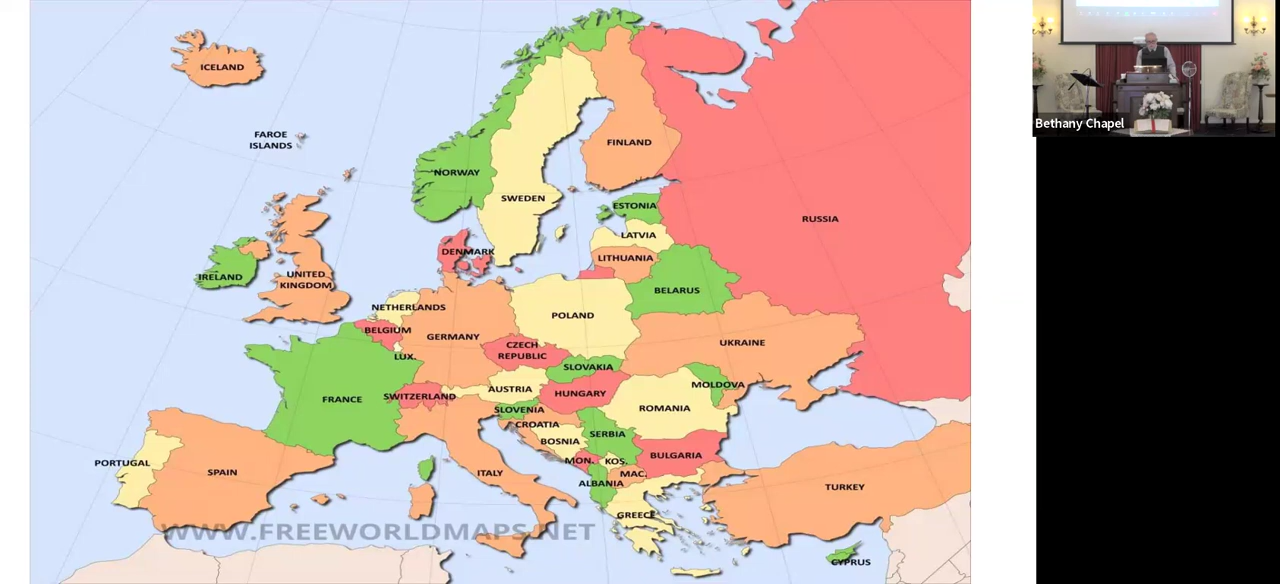 ICELAND
FAROE
ISLANDS
NORWAY
SWEDEN
FINLAND
RUSSIA
ESTONIA
LATVIA
LITHUANIA
DENMARK
IRELAND
UNITED
KINGDOM
NETHERLANDS
BELGIUM
LUX.
GERMANY
POLAND
BELARUS
CZECH
REPUBLIC
UKRAINE
SLOVAKIA
FRANCE
SWITZERLAND
AUSTRIA
HUNGARY
MOLDOVA
SLOVENIA
CROATIA
ROMANIA
BOSNIA
SERBIA
PORTUGAL
SPAIN
ITALY
MON.
KOS.
BULGARIA
MAC.
ALBANIA
GREECE
TURKEY
CYPRUS
WWW.FREEWORLDMAPS.NET
Bethany Chapel